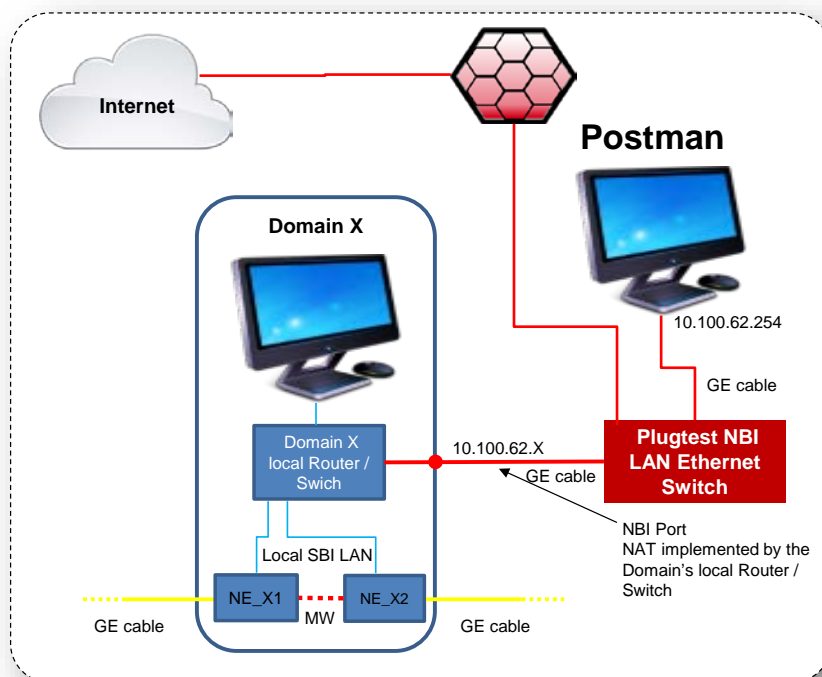 Internet
Postman
Domain X
10.100.62.254
GE cable
Domain X
local Router /
Swich
10.100.62.X
GE cable
Plugtest NBI
LAN Ethernet
Switch
NBI Port
NAT implemented by the
Domain's local Router /
Switch
Local SBI LAN
NE_X1
NE_X2
MW
GE cable
GE cable